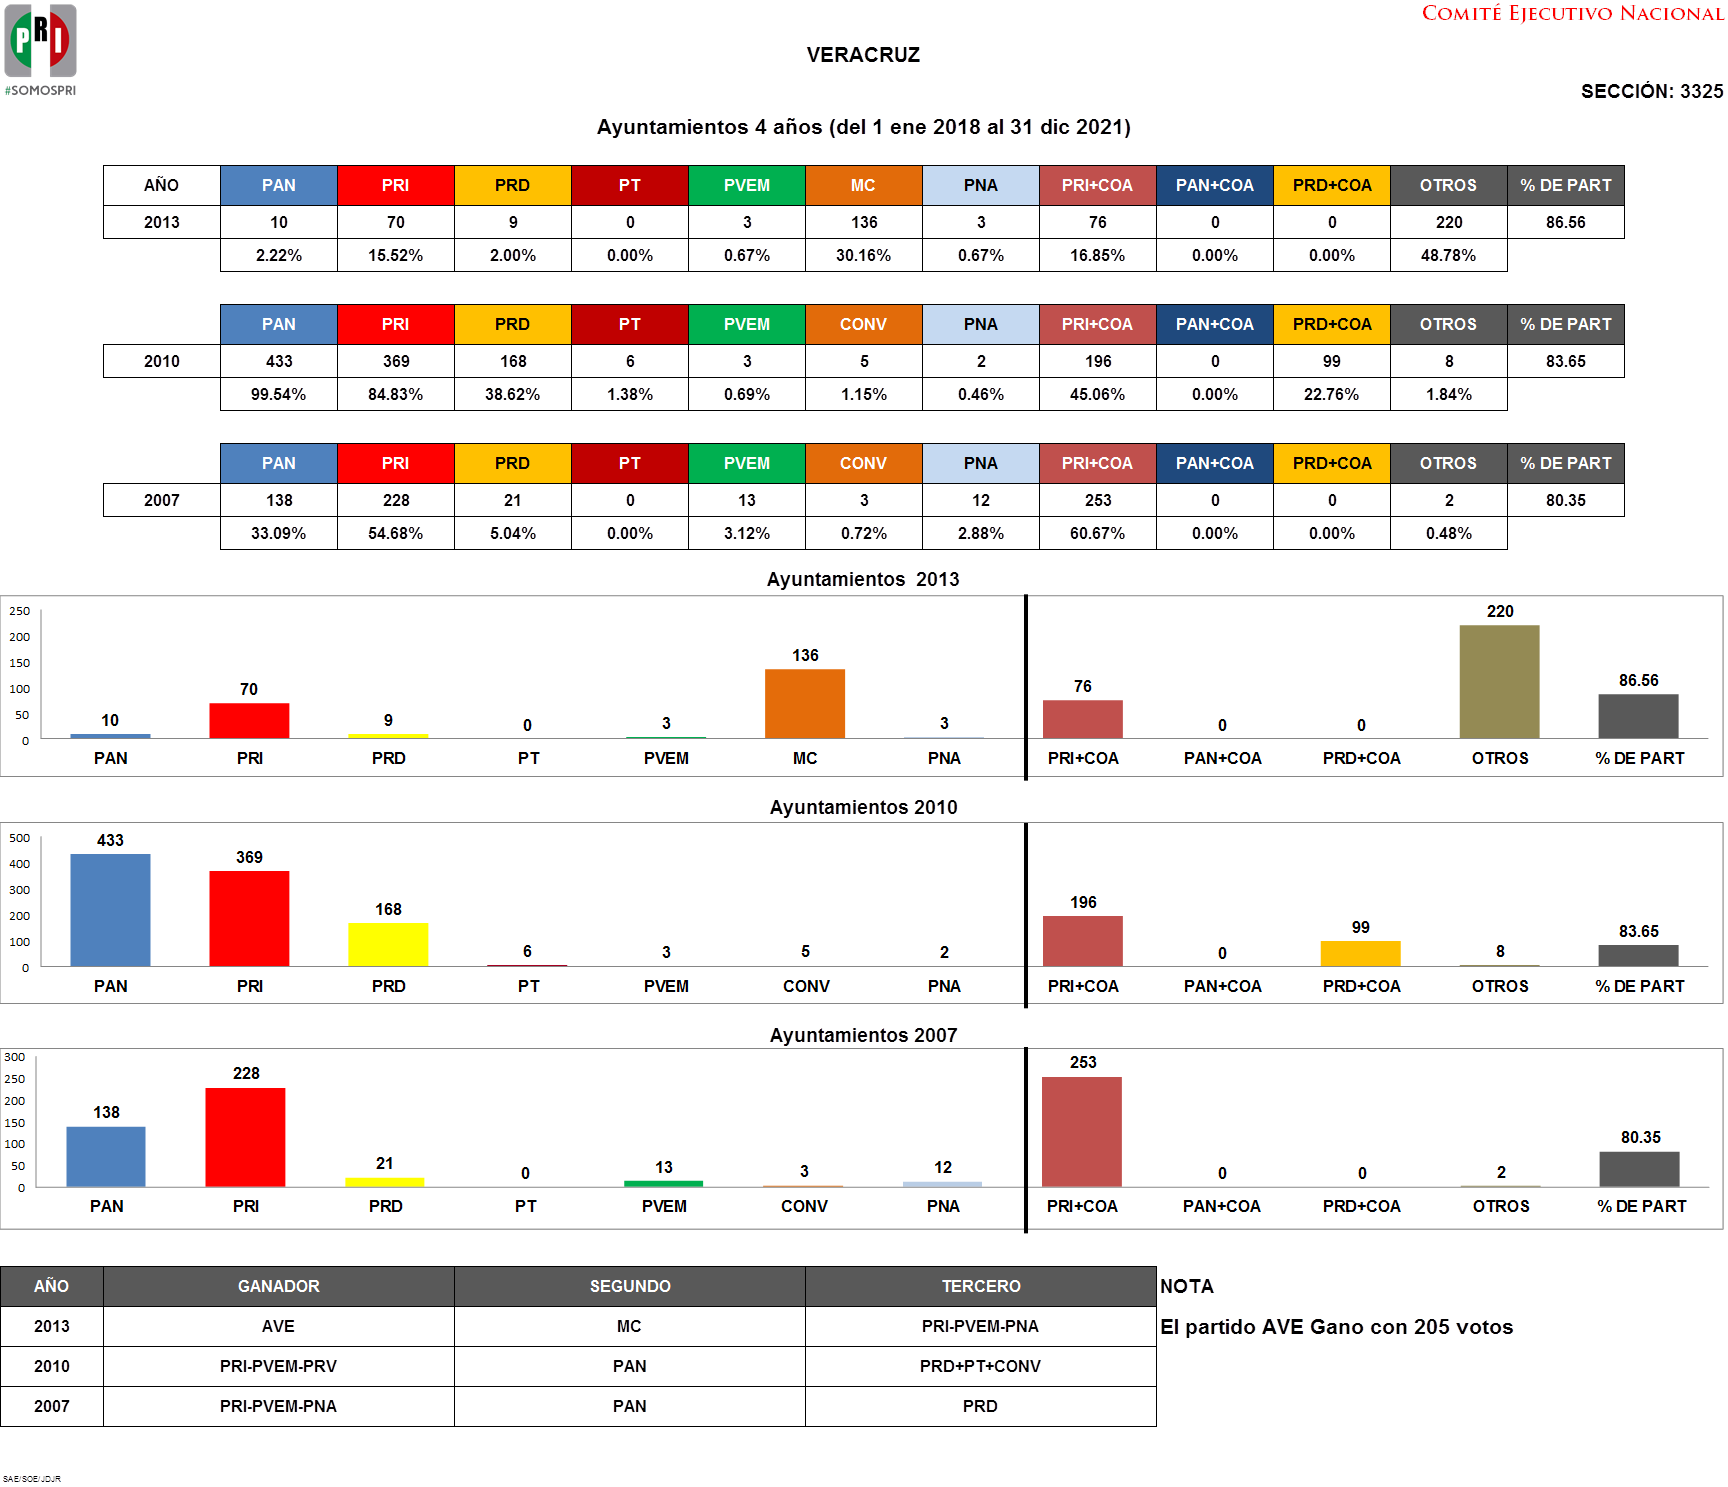 PRI
#SOMOSPRI
COMITÉ EJECUTIVO NACIONAL
VERACRUZ
SECCIÓN: 3325
Ayuntamientos 4 años (del 1 ene 2018 al 31 dic 2021)
AÑO PAN PRI PRD PT PVEM MC PNA PRI+COA PAN+COA PRD+COA OTROS % DE PART
2013 10 70 9 0 3 136 3 76 0 0 220 86.56
2.22% 15.52% 2.00% 0.00% 0.67% 30.16% 0.67% 16.85% 0.00% 0.00% 48.78%
PAN PRI PRD PT PVEM CONV PNA PRI+COA PAN+COA PRD+COA OTROS % DE PART
2010 433 369 168 6 3 5 2 196 0 99 8 83.65
99.54% 84.83% 38.62% 1.38% 0.69% 1.15% 0.46% 45.06% 0.00% 22.76% 1.84%
PAN PRI PRD PT PVEM CONV PNA PRI+COA PAN+COA PRD+COA OTROS % DE PART
2007 138 228 21 0 13 3 12 253 0 0 2 80.35
33.09% 54.68% 5.04% 0.00% 3.12% 0.72% 2.88% 60.67% 0.00% 0.00% 0.48%
Ayuntamientos 2013
250
200
150
100
50
0
10 70 9 0 3 136 3 76 0 0 220 86.56
PAN PRI PRD PT PVEM MC PNA PRI+COA PAN+COA PRD+COA OTROS % DE PART
Ayuntamientos 2010
500
400
300
200
100
0
433 369 168 6 3 5 2 196 0 99 8 83.65
PAN PRI PRD PT PVEM CONV PNA PRI+COA PAN+COA PRD+COA OTROS % DE PART
Ayuntamientos 2007
300
250
200
150
100
50
0
138 228 21 0 13 3 12 253 0 0 2 80.35
PAN PRI PRD PT PVEM CONV PNA PRI+COA PAN+COA PRD+COA OTROS % DE PART
AÑO GANADOR SEGUNDO TERCERO NOTA
2013 AVE MC PRI-PVEM-PNA El partido AVE Gano con 205 votos
2010 PRI-PVEM-PRV PAN PRD+PT+CONV
2007 PRI-PVEM-PNA PAN PRD
SAE/SOE/JDJR